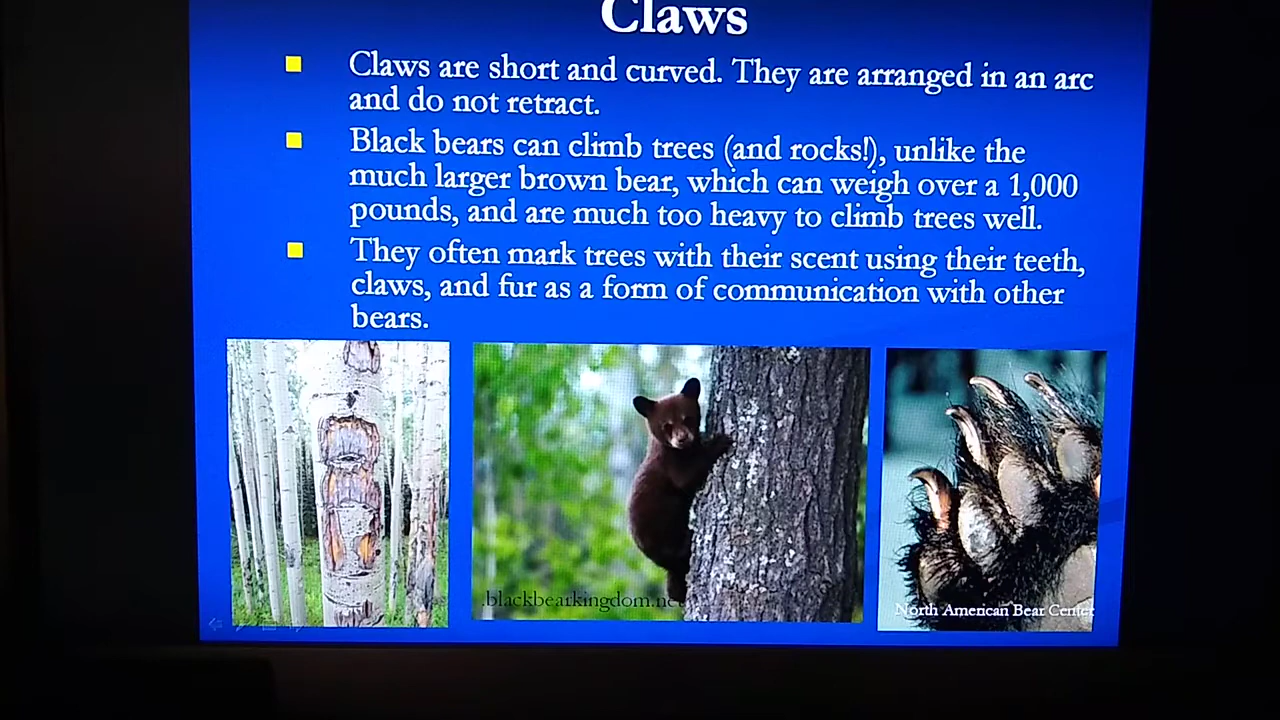 Claws
Claws are short and curved. They are arranged in an arc
and do not retract.
Black bears can climb trees (and rocks!), unlike the
much larger brown bear, which can weigh over a 1,000
pounds, and are much too heavy to climb trees well.
They often mark trees with their scent using their teeth,
claws, and fur as a form of communication with other
bears.
.blackbearkingdom.net
North American Bear Center